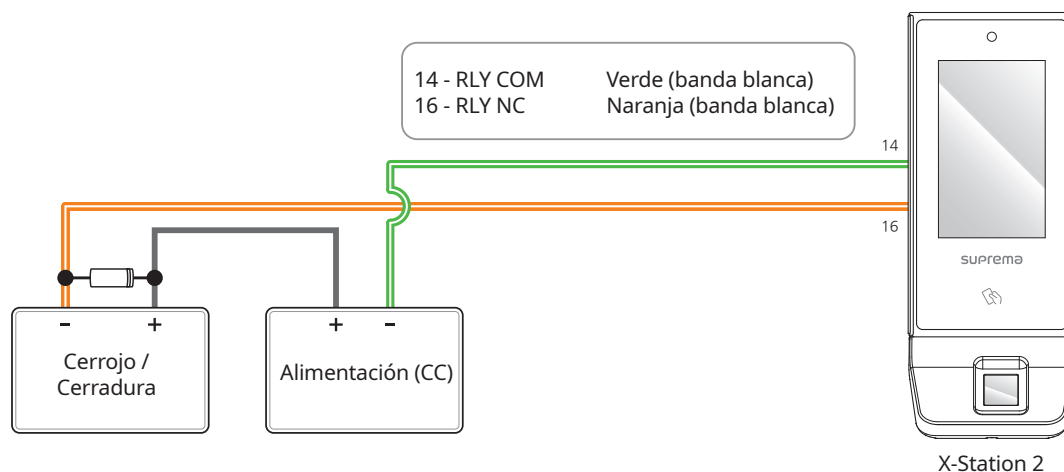 14 - RLY COM Verde (banda blanca)
16 - RLY NC Naranja (banda blanca)
14
16
suprema
- +
Cerrojo /
Cerradura
+ -
Alimentación (CC)
X-Station 2